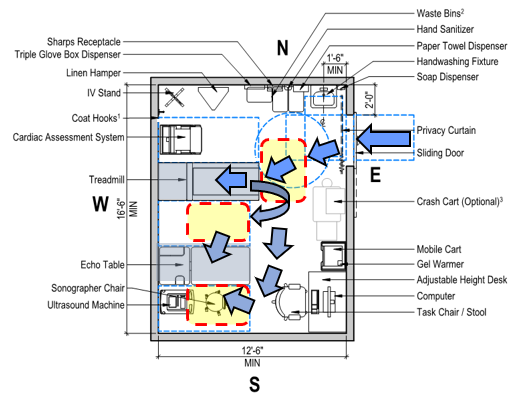 Waste Bins²
Sharps Receptacle
N
Hand Sanitizer
Triple Glove Box Dispenser
1'-6"
Paper Towel Dispenser
MIN
Handwashing Fixture
Linen Hamper
Soap Dispenser
IV Stand
2'-0"
Coat Hooks¹
Cardiac Assessment System
Privacy Curtain
Sliding Door
Treadmill
E
W
16'-6"
MIN
Crash Cart (Optional)³
Mobile Cart
Echo Table
Gel Warmer
Adjustable Height Desk
Sonographer Chair
Computer
Ultrasound Machine
Task Chair / Stool
12'-6"
MIN
S